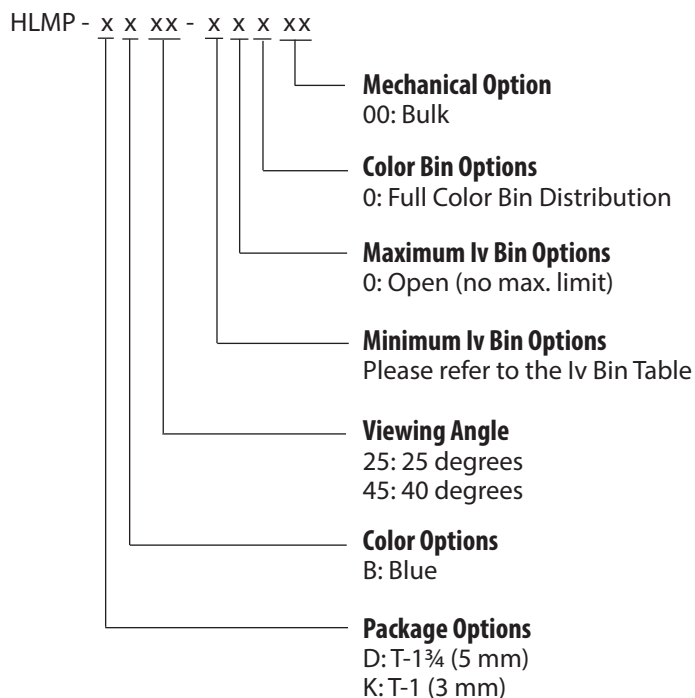 HLMP - x x xx - x x x xx
Mechanical Option
00: Bulk
Color Bin Options
0: Full Color Bin Distribution
Maximum Iv Bin Options
0: Open (no max. limit)
Minimum Iv Bin Options
Please refer to the Iv Bin Table
Viewing Angle
25: 25 degrees
45: 40 degrees
Color Options
B: Blue
Package Options
D: T-1¾ (5 mm)
K: T-1 (3 mm)